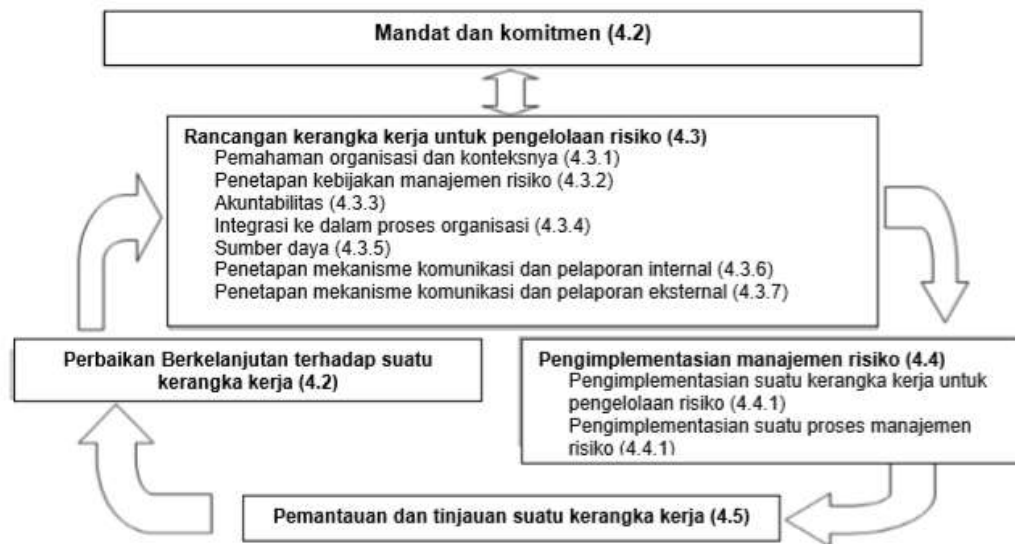 Mandat dan komitmen (4.2)
Rancangan kerangka kerja untuk pengelolaan risiko (4.3)
Pemahaman organisasi dan konteksnya (4.3.1)
Penetapan kebijakan manajemen risiko (4.3.2)
Akuntabilitas (4.3.3)
Integrasi ke dalam proses organisasi (4.3.4)
Sumber daya (4.3.5)
Penetapan mekanisme komunikasi dan pelaporan internal (4.3.6)
Penetapan mekanisme komunikasi dan pelaporan eksternal (4.3.7)
Perbaikan Berkelanjutan terhadap suatu
kerangka kerja (4.2)
Pengimplementasian manajemen risiko (4.4)
Pengimplementasian suatu kerangka kerja untuk
pengelolaan risiko (4.4.1)
Pengimplementasian suatu proses manajemen
risiko (4.4.1)
Pemantauan dan tinjauan suatu kerangka kerja (4.5)